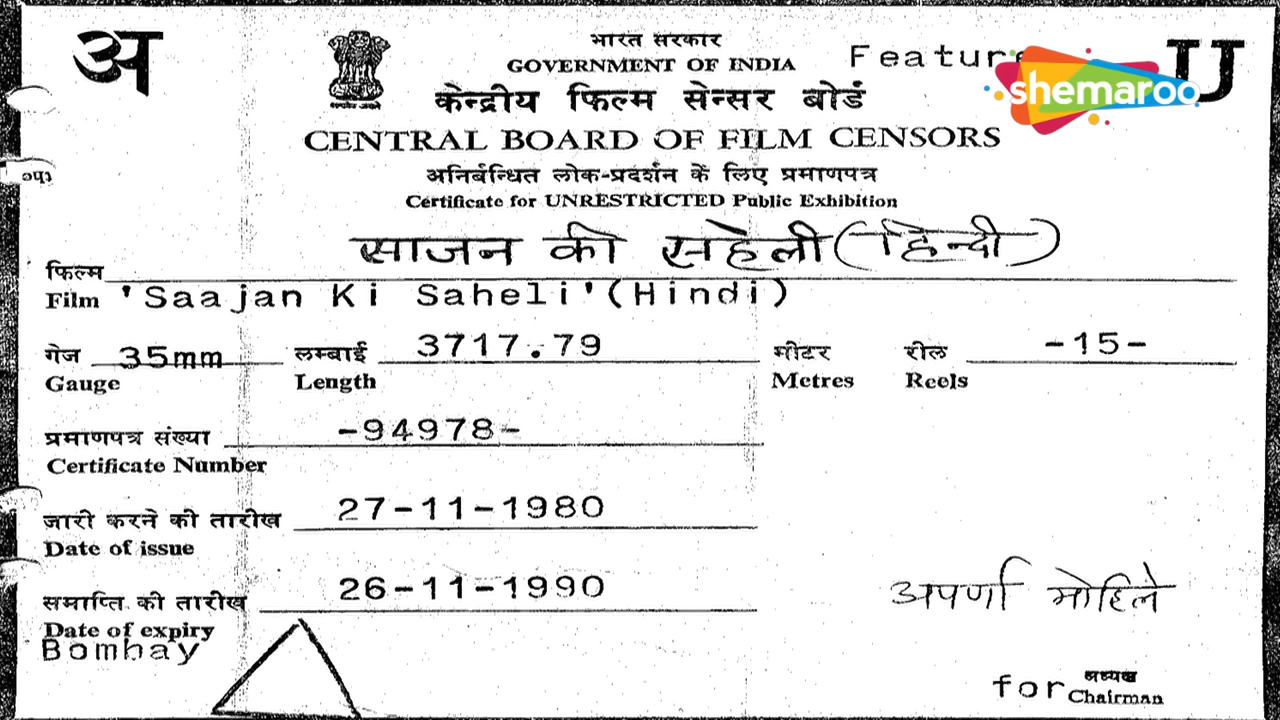 अ
भारत सरकार
GOVERNMENT OF INDIA
Feature
U
shemaroo
केन्द्रीय फिल्म सेन्सर बोर्ड
CENTRAL BOARD OF FILM CENSORS
अनिर्बन्धित लोक-प्रदर्शन के लिए प्रमाणपत्र
Certificate for UNRESTRICTED Public Exhibition
फिल्म साजन की सहेली (हिन्दी)
Film 'Saajan Ki Saheli' (Hindi)
गेज 35mm लम्बाई 3717.79 मीटर रील -15-
Gauge Length Metres Reels
प्रमाणपत्र संख्या -94978-
Certificate Number
जारी करने की तारीख 27-11-1980
Date of issue
समाप्ति की तारीख 26-11-1990
Date of expiry
Bombay
अपर्णा मोहिले
अध्यक्ष
for Chairman